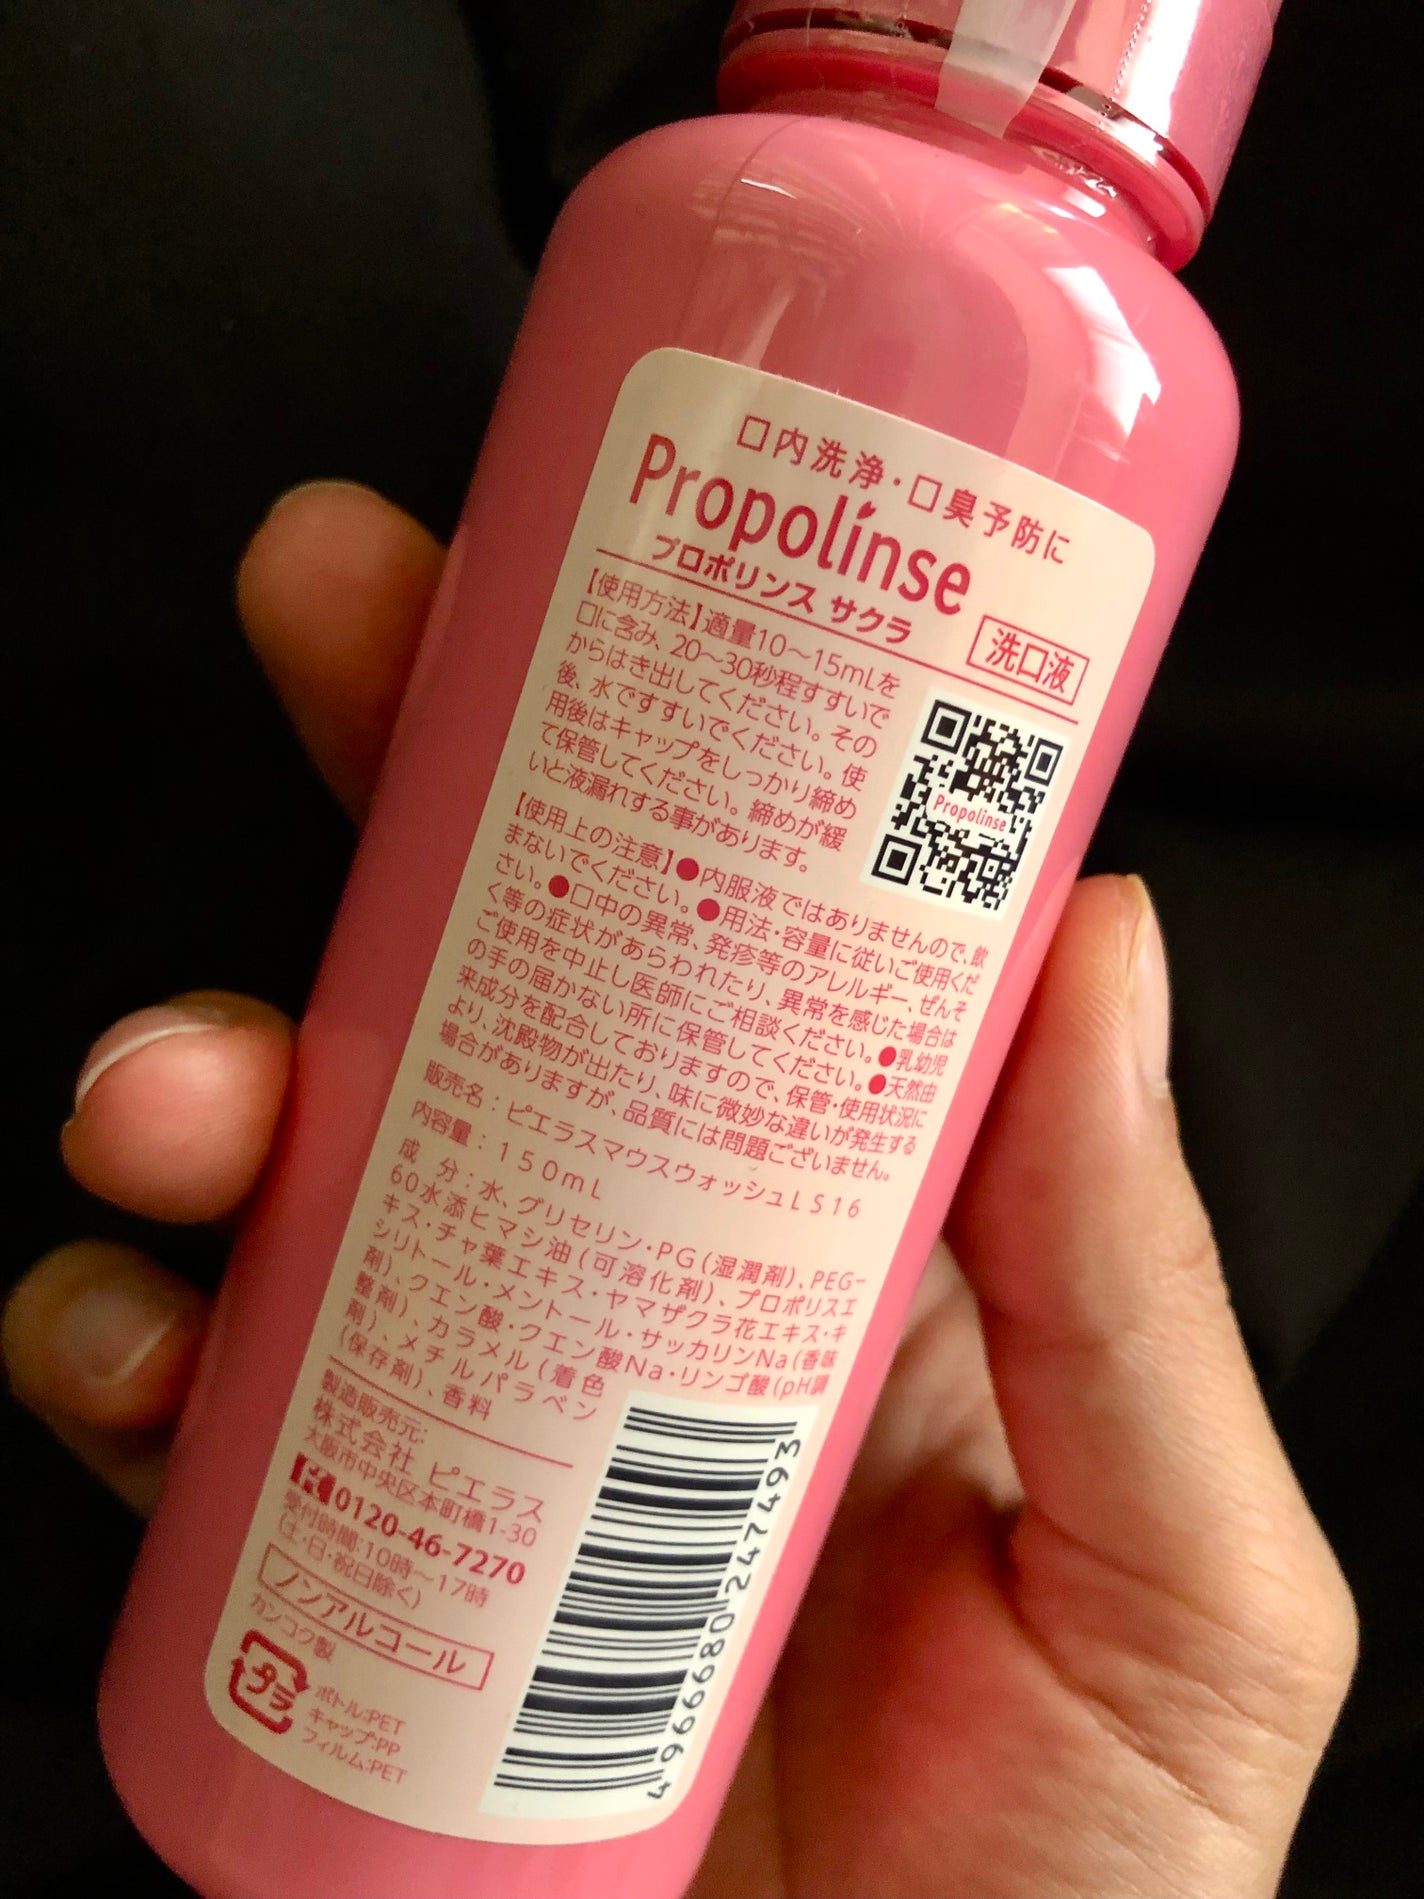 口内洗浄・口臭予防に
Propolinse
プロポリンス サクラ
洗口液
【使用方法】適量10～15mLを
口に含み、20～30秒程すすいで
からはき出してください。その
後、水ですすいでください。使
用後はキャップをしっかり締め
て保管してください。締めが緩
いと液漏れする事があります。
Propolinse
【使用上の注意】●内服液ではありませんので、飲
まないでください。●用法・容量に従いご使用くだ
さい。●口中の異常、発疹等のアレルギー、ぜんそ
く等の症状があらわれたり、異常を感じた場合は
ご使用を中止し医師にご相談ください。●乳幼児
の手の届かない所に保管してください。●天然由
来成分を配合しておりますので、保管・使用状況に
より、沈殿物が出たり、味に微妙な違いが発生する
場合がありますが、品質には問題ございません。
販売名：ピエラスマウスウォッシュLS16
内容量：150mL
成 分：水、グリセリン・PG(湿潤剤)、PEG-
60水添ヒマシ油(可溶化剤)、プロポリスエ
キス・チャ葉エキス・ヤマザクラ花エキス・キ
シリトール・メントール・サッカリンNa(香味
剤)、クエン酸・クエン酸Na・リンゴ酸(pH調
整剤)、カラメル(着色
剤)、メチルパラベン
(保存剤)、香料
製造販売元:
株式会社 ピエラス
大阪市中央区本町橋1-30
0120-46-7270
受付時間:10時～17時
(土・日・祝日除く)
ノンアルコール
カンコク製
プラ
ボトル:PET
キャップ:PP
フィルム:PET
4966680247493